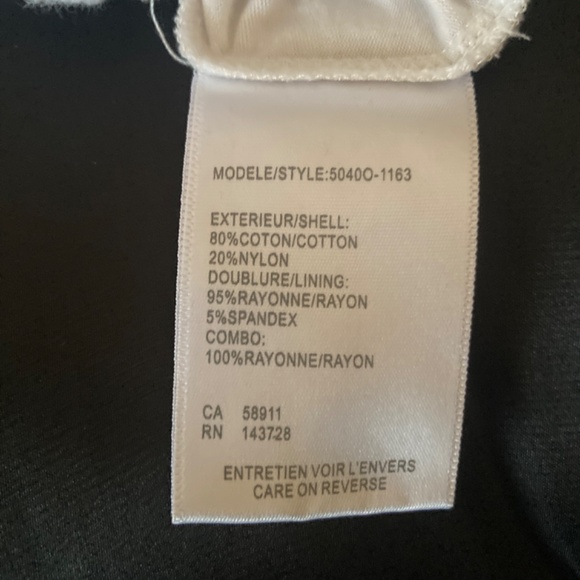 MODELE/STYLE:5040O-1163
EXTERIEUR/SHELL:
80%COTON/COTTON
20%NYLON
DOUBLURE/LINING:
95%RAYONNE/RAYON
5%SPANDEX
COMBO:
100%RAYONNE/RAYON
CA 58911
RN 143728
ENTRETIEN VOIR L'ENVERS
CARE ON REVERSE